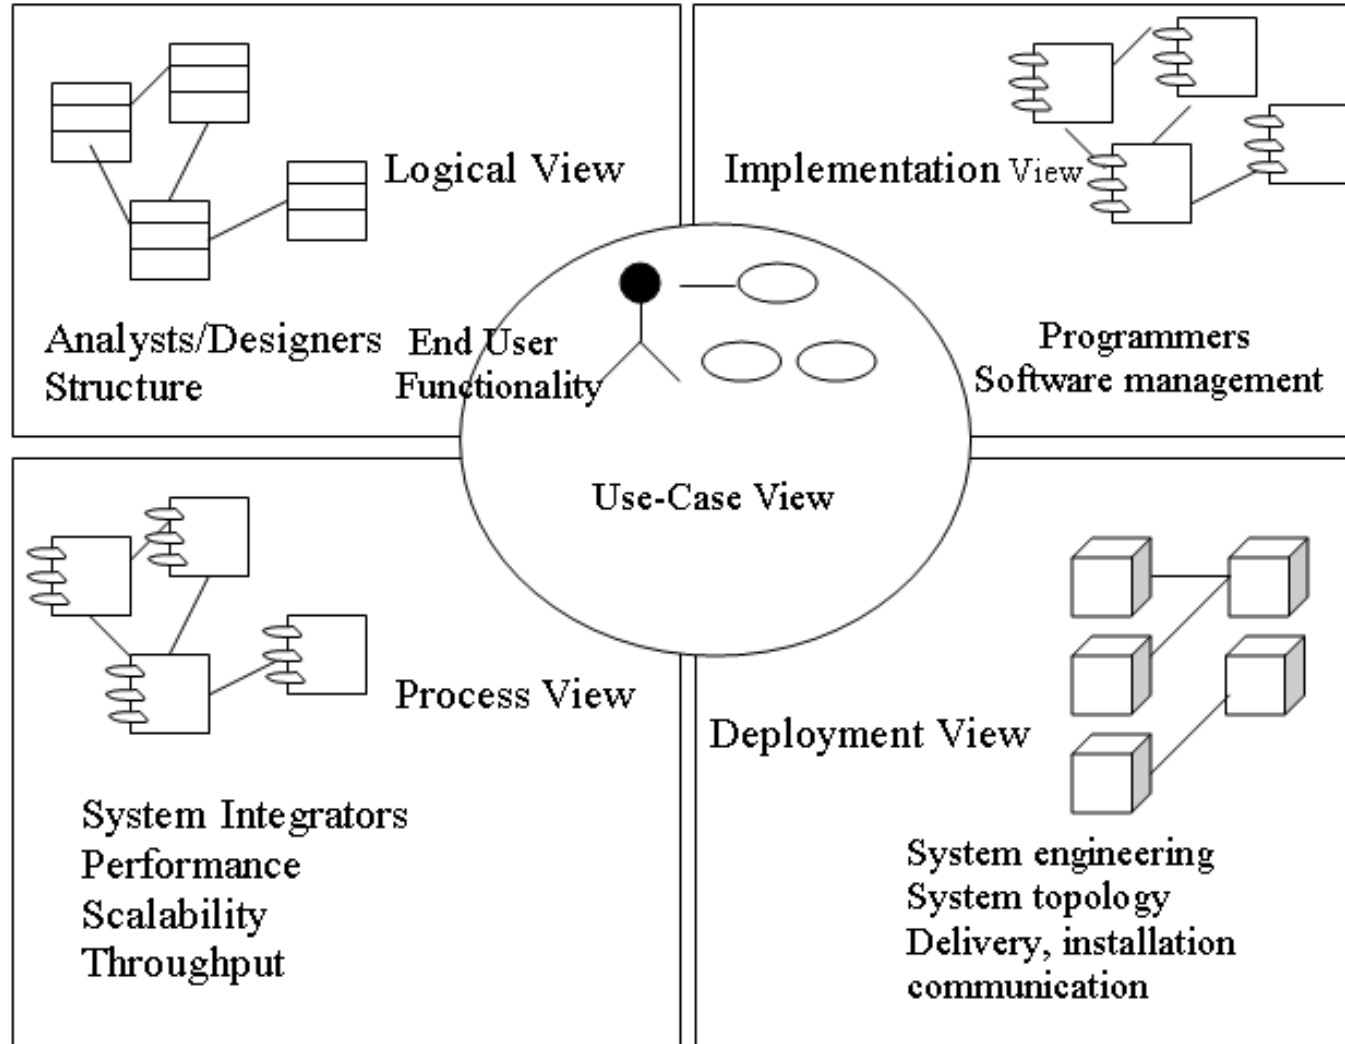 Logical View
Analysts/Designers
Structure
End User
Functionality
Implementation View
Programmers
Software management
Use-Case View
Process View
System Integrators
Performance
Scalability
Throughput
Deployment View
System engineering
System topology
Delivery, installation
communication